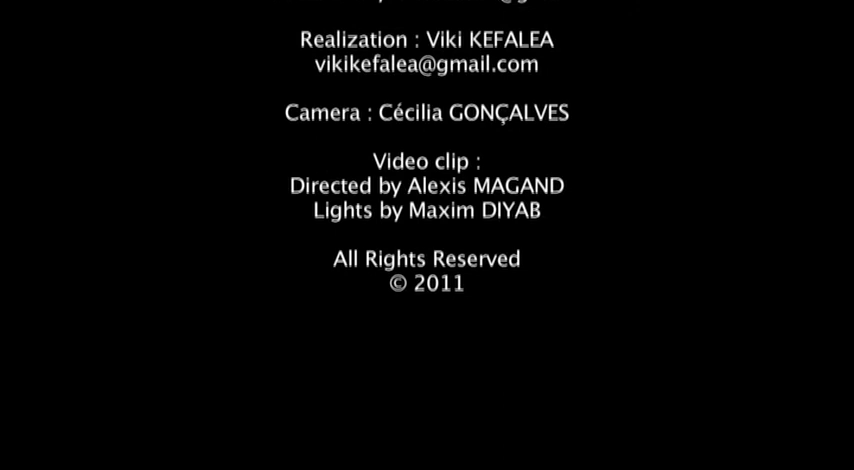 Realization : Viki KEFALEA
vikikefalea@gmail.com
Camera : Cécilia GONÇALVES
Video clip :
Directed by Alexis MAGAND
Lights by Maxim DIYAB
All Rights Reserved
© 2011